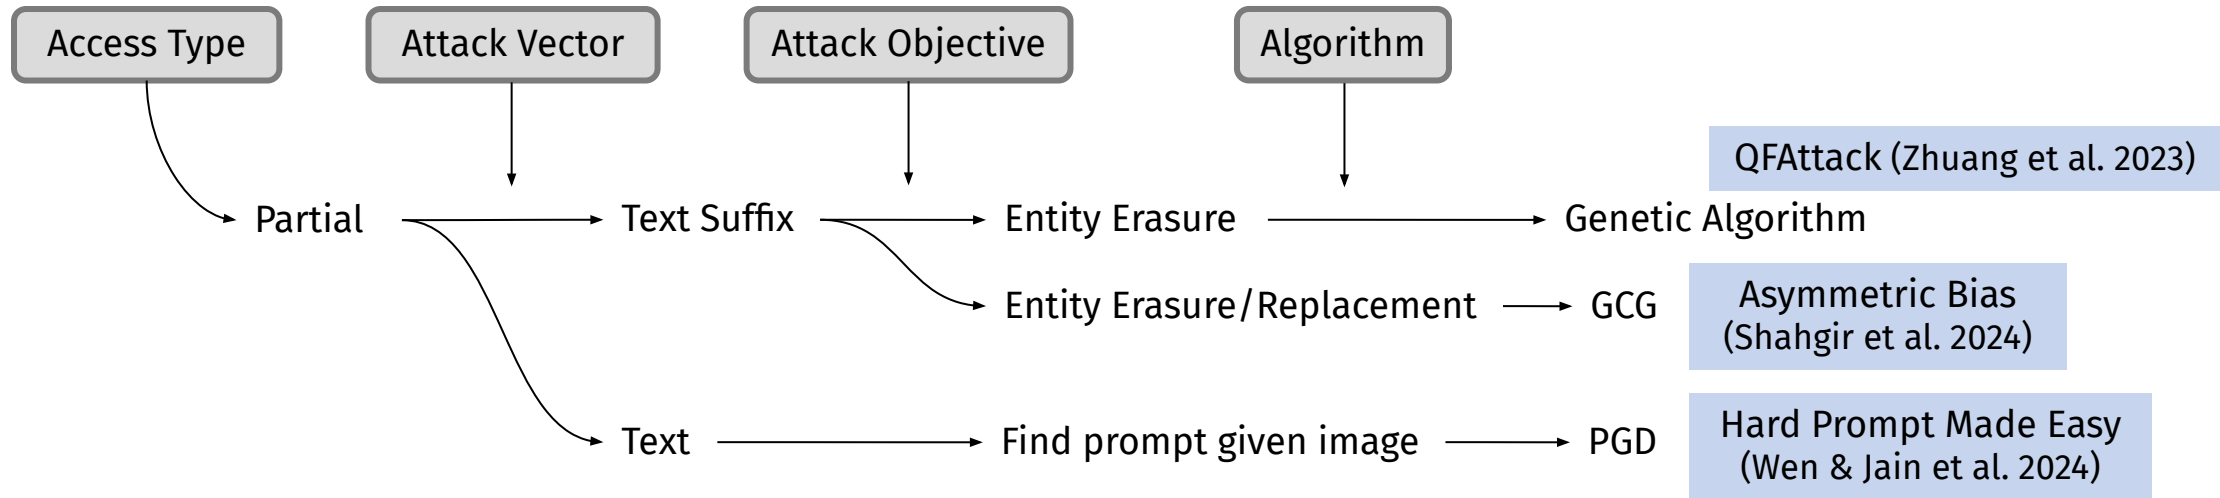 Access Type
Attack Vector
Attack Objective
Algorithm
QFAttack (Zhuang et al. 2023)
Partial
Text Suffix
Entity Erasure
Genetic Algorithm
Entity Erasure/Replacement
GCG
Asymmetric Bias
(Shahgir et al. 2024)
Text
Find prompt given image
PGD
Hard Prompt Made Easy
(Wen & Jain et al. 2024)